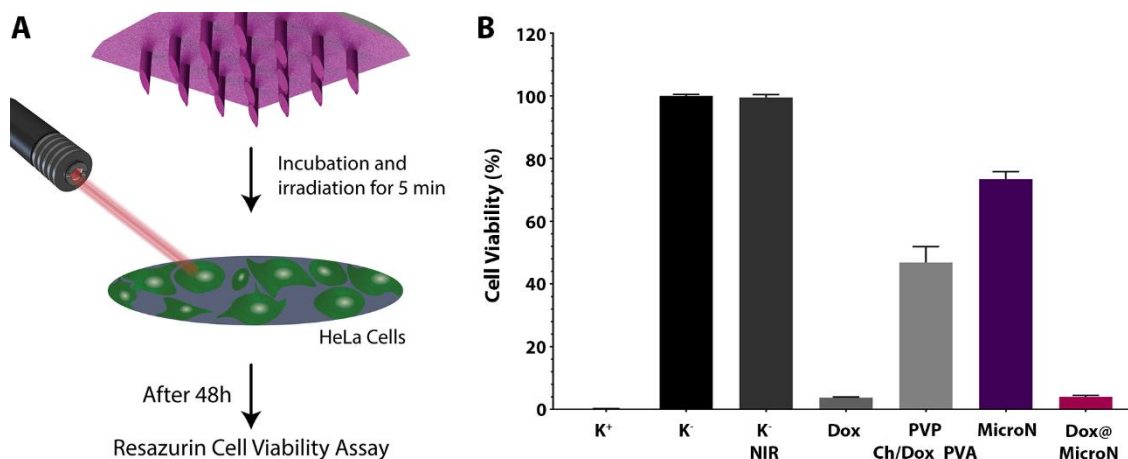 A
Incubation and
irradiation for 5 min
HeLa Cells
After 48h
Resazurin Cell Viability Assay
B
Cell Viability (%)
120
100
80
60
40
20
0
K⁺
K⁻
K⁻
NIR
Dox
PVP
Ch/Dox PVA
MicroN
Dox@
MicroN